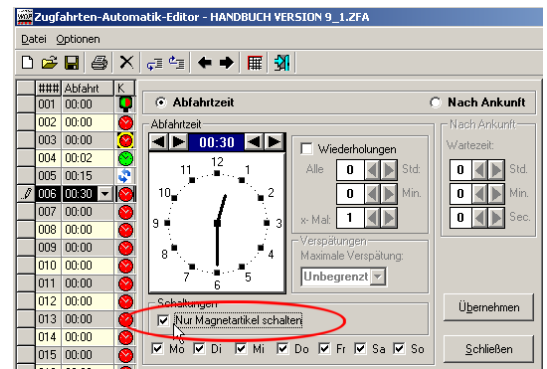 Zugfahrten-Automatik-Editor - HANDBUCH VERSION 9_1.ZFA
Datei Optionen
### Abfahrt K
001 00:00
002 00:00
003 00:00
004 00:02
005 00:15
006 00:30
007 00:00
008 00:00
009 00:00
010 00:00
011 00:00
012 00:00
013 00:00
014 00:00
015 00:00
Abfahrtzeit
Nach Ankunft
Abfahrtzeit
00:30
12
1
2
3
4
5
6
7
8
9
10
11
Wiederholungen
Alle 0 Std:
0 Min.
x- Mal: 1
Verspätungen
Maximale Verspätung:
Unbegrenzt
Nach Ankunft
Wartezeit:
0 Std.
0 Min.
0 Sec.
Schaltungen
Nur Magnetartikel schalten
Mo Di Mi Do Fr Sa So
Übernehmen
Schließen